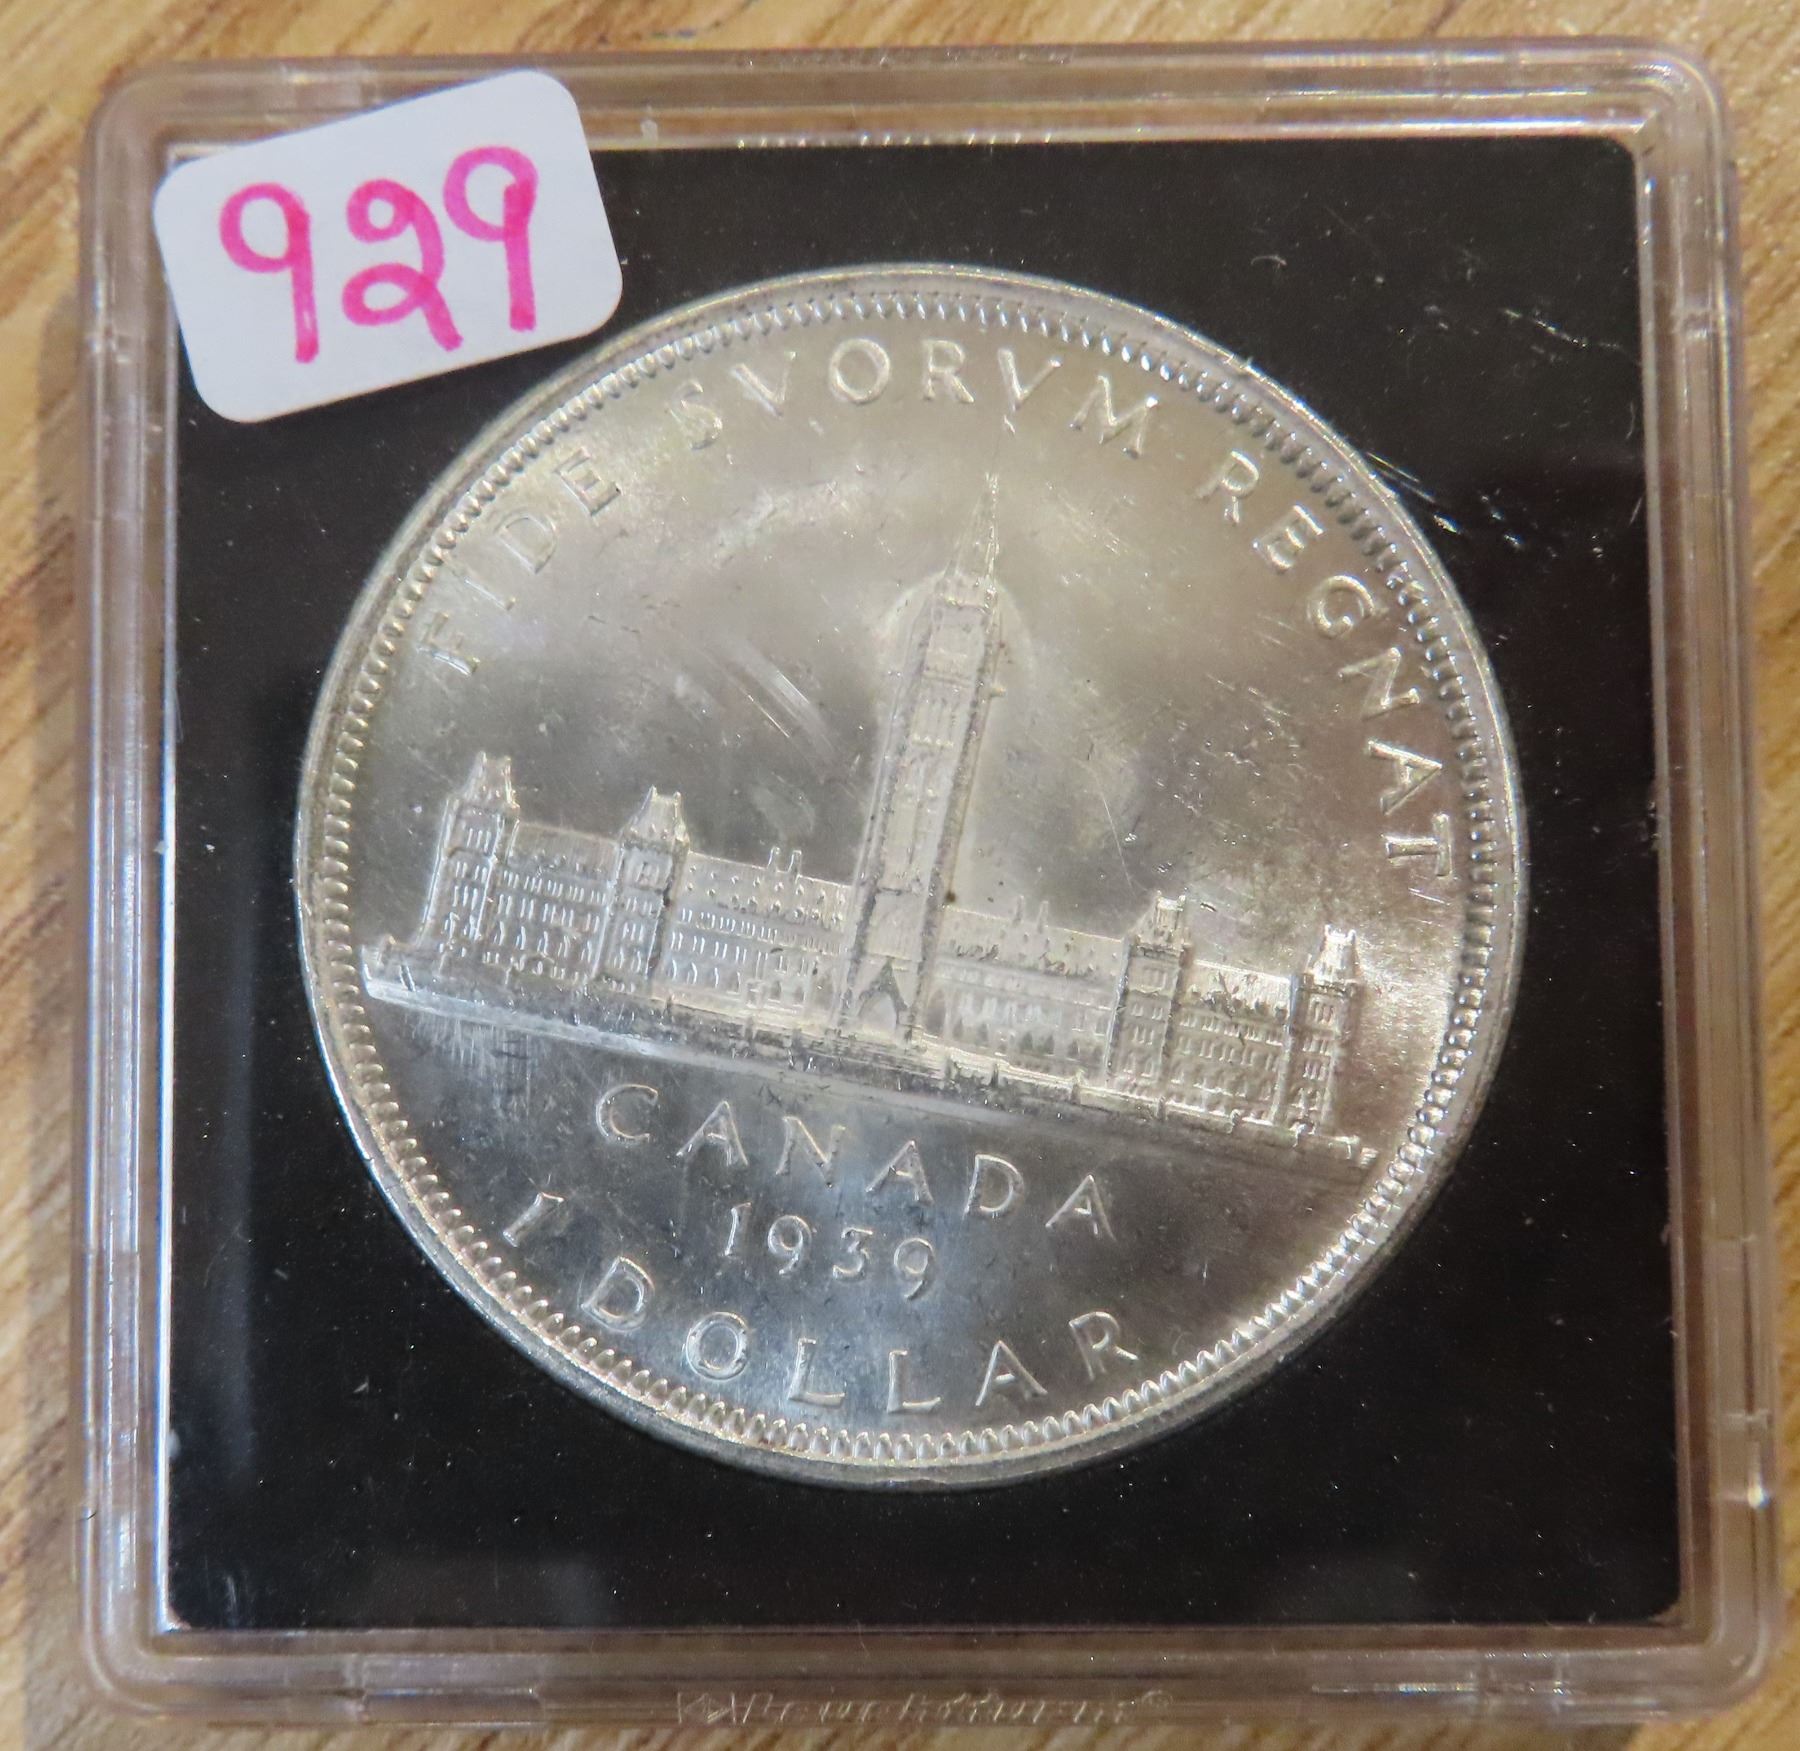 929
FIDE SVORVM REGNAT
CANADA
1939
1 DOLLAR